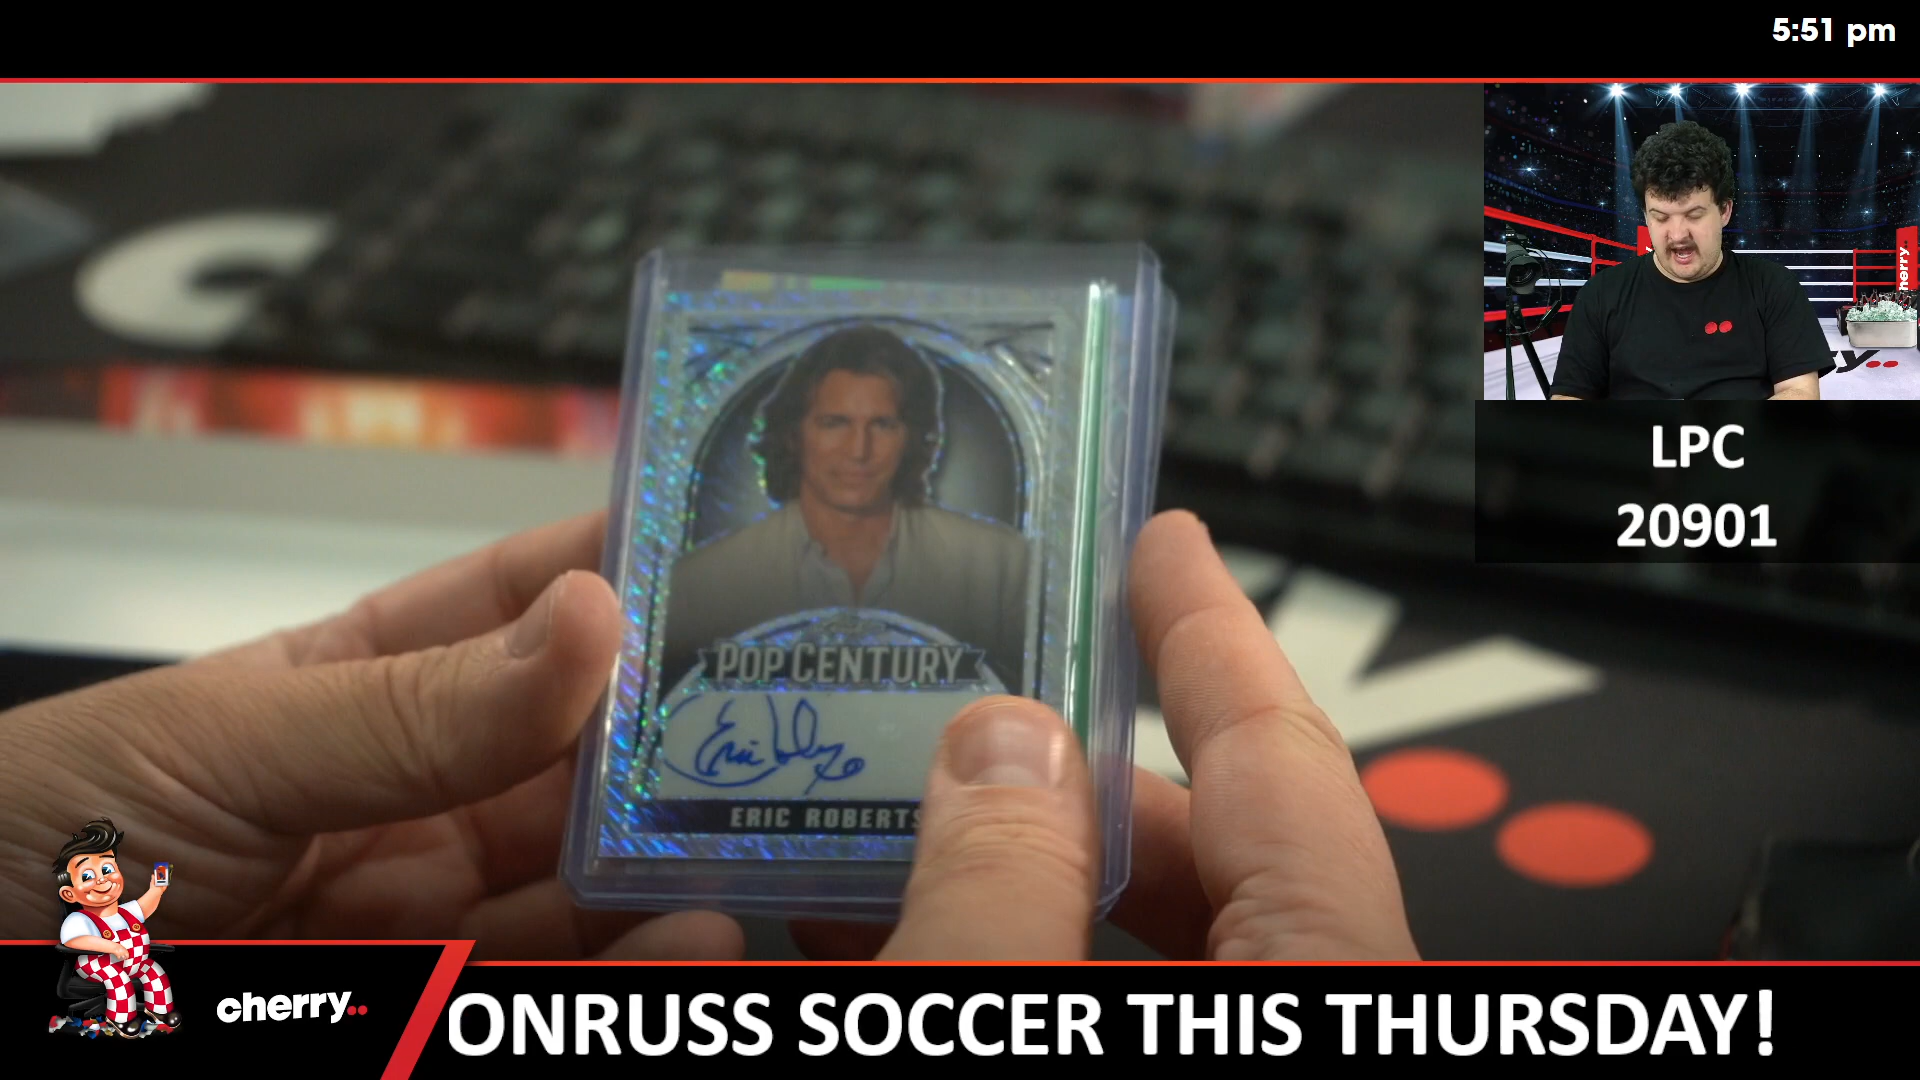 5:51 pm
LPC
20901
POP CENTURY
ERIC ROBERTS
cherry..
ONRUSS SOCCER THIS THURSDAY!